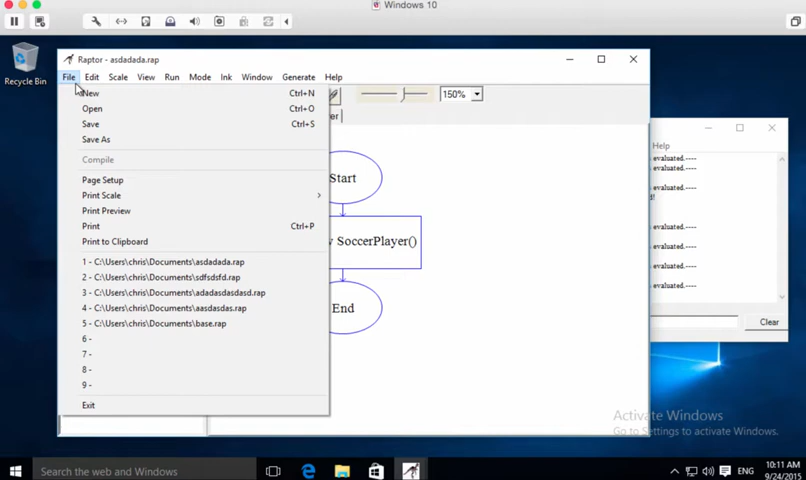 Windows 10
Recycle Bin
Raptor - asdadada.rap
File Edit Scale View Run Mode Ink Window Generate Help
150%
New Ctrl+N
Open Ctrl+O
Save Ctrl+S
Save As
Compile
Page Setup
Print Scale
Print Preview
Print Ctrl+P
Print to Clipboard
1 - C:\Users\chris\Documents\asdadada.rap
2 - C:\Users\chris\Documents\sdfsdsfd.rap
3 - C:\Users\chris\Documents\adadasdasdasd.rap
4 - C:\Users\chris\Documents\aasdasdas.rap
5 - C:\Users\chris\Documents\base.rap
6 -
7 -
8 -
9 -
Exit
Start
SoccerPlayer()
End
Help
evaluated.----
evaluated.----
evaluated.----
evaluated.----
evaluated.----
evaluated.----
Clear
Activate Windows
Go to Settings to activate Windows.
Search the web and Windows
ENG
10:11 AM
9/24/2015